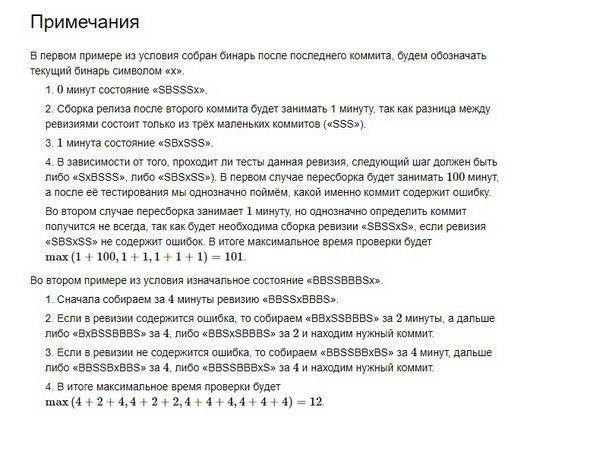 Примечания
В первом примере из условия собран бинарь после последнего коммита, будем обозначать
текущий бинарь символом «x».
1. 0 минут состояние «SBSSSx».
2. Сборка релиза после второго коммита будет занимать 1 минуту, так как разница между
ревизиями состоит только из трёх маленьких коммитов («SSS»).
3. 1 минута состояние «SBxSSS».
4. В зависимости от того, проходит ли тесты данная ревизия, следующий шаг должен быть
либо «SxBSSS», либо «SBSxSS»). В первом случае пересборка будет занимать 100 минут,
а после её тестирования мы однозначно поймём, какой именно коммит содержит ошибку.
Во втором случае пересборка занимает 1 минуту, но однозначно определить коммит
получится не всегда, так как будет необходима сборка ревизии «SBSSxS», если ревизия
«SBSxSS» не содержит ошибок. В итоге максимальное время проверки будет
max (1 + 100, 1 + 1, 1 + 1 + 1) = 101.
Во втором примере из условия изначальное состояние «BBSSBBBSx».
1. Сначала собираем за 4 минуты ревизию «BBSSxBBBS».
2. Если в ревизии содержится ошибка, то собираем «BBxSSBBBS» за 2 минуты, а дальше
либо «BxBSSBBBS» за 4, либо «BBSxSBBBS» за 2 и находим нужный коммит.
3. Если в ревизии не содержится ошибка, то собираем «BBSSBBxBS» за 4 минут, дальше
либо «BBSSBxBBS» за 4, либо «BBSSBBBxS» за 4 и находим нужный коммит.
4. В итоге максимальное время проверки будет
max (4 + 2 + 4, 4 + 2 + 2, 4 + 4 + 4, 4 + 4 + 4) = 12.